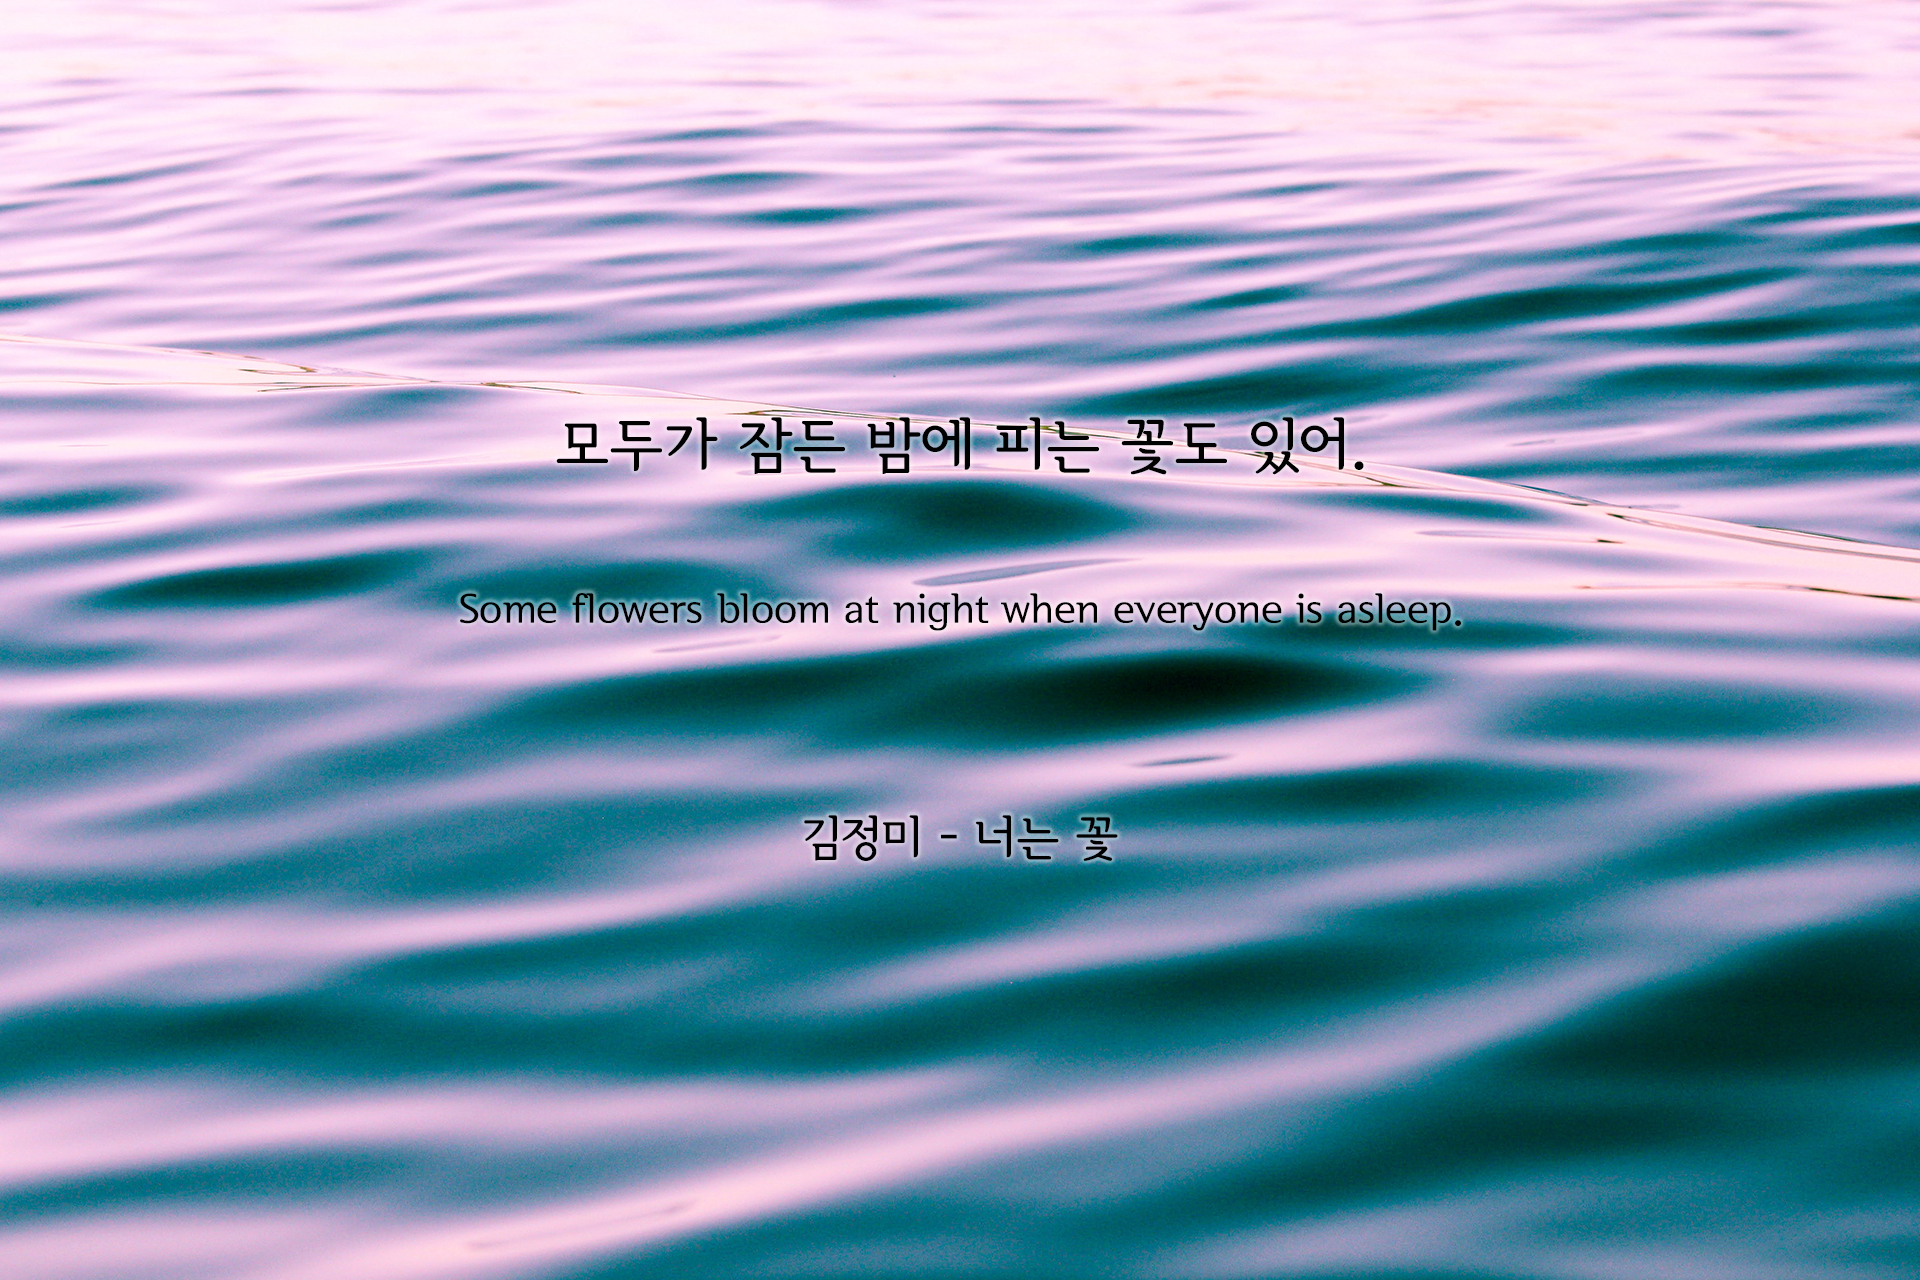 모두가 잠든 밤에 피는 꽃도 있어.
Some flowers bloom at night when everyone is asleep.
김정미 - 너는 꽃